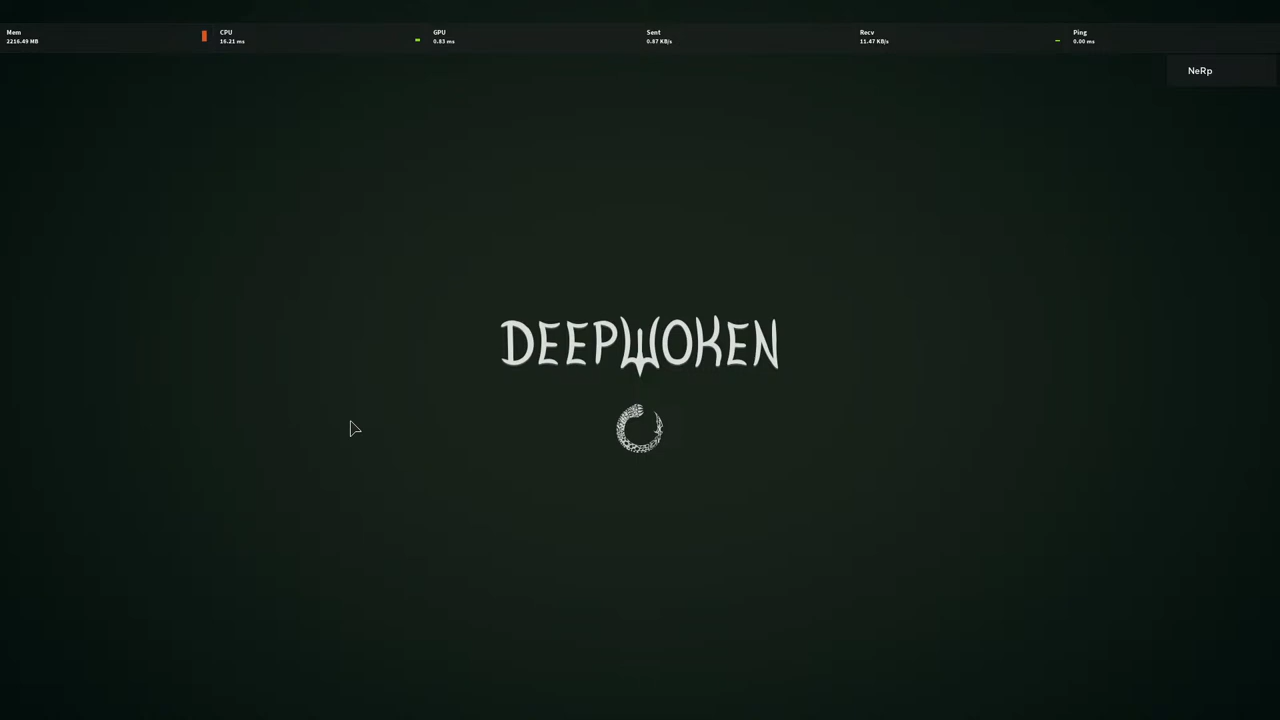 Mem CPU GPU Sent Recv Ping
2216.49 MB 16.21 ms 0.83 ms 0.87 KB/s 11.47 KB/s 0.00 ms
NeRp
DEEPWOKEN